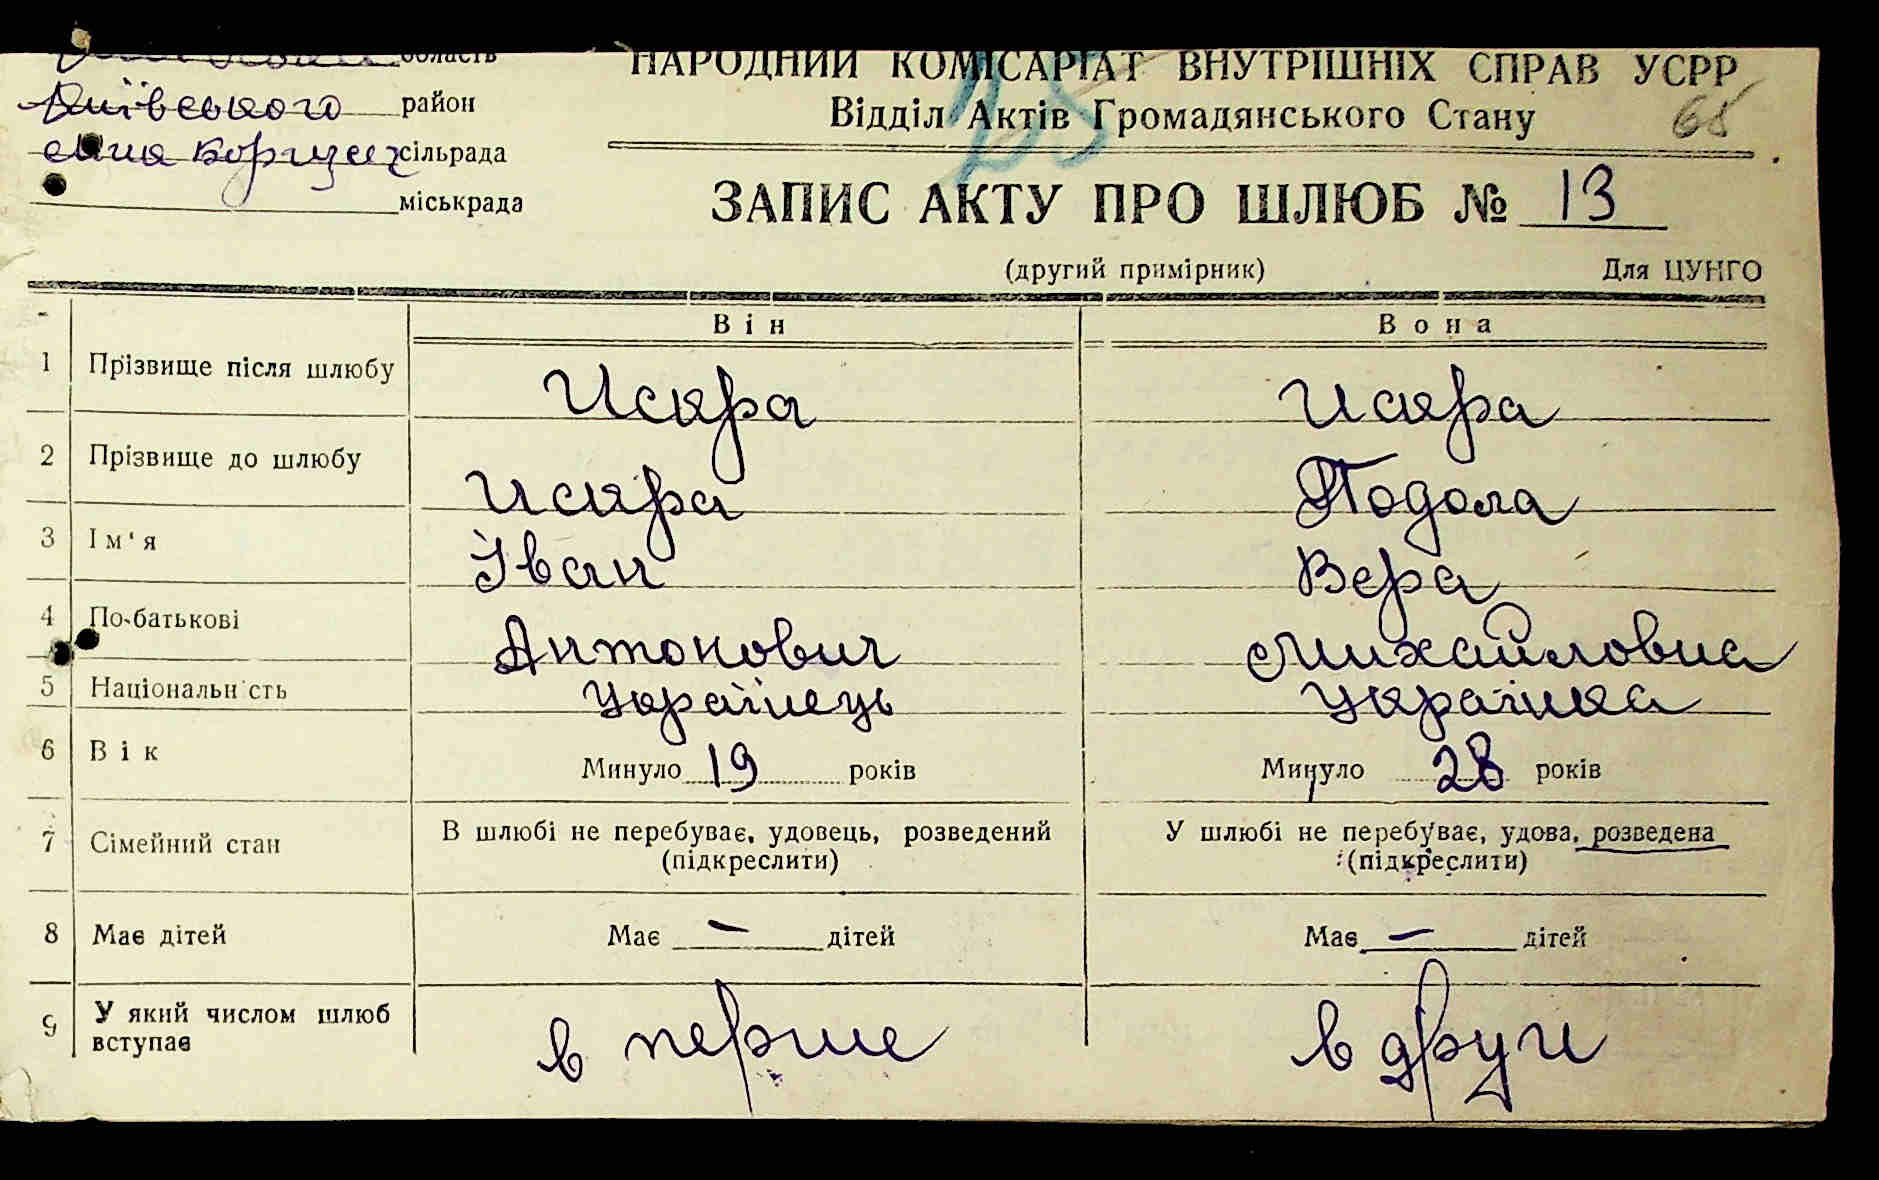 область
НАРОДНИЙ КОМІСАРІАТ ВНУТРІШНІХ СПРАВ УСРР
Київського район
Відділ Актів Громадянського Стану
25
68
сільрада
міськрада
ЗАПИС АКТУ ПРО ШЛЮБ № 13
(другий примірник)
Для ЦУНГО
Він
Вона
1 Прізвище після шлюбу Искра Искра
2 Прізвище до шлюбу Искра Подола
3 Ім'я Іван Вера
4 По-батькові Антонович Михайловна
5 Національність Українець Українка
6 Вік Минуло 19 років Минуло 28 років
7 Сімейний стан В шлюбі не перебуває, удовець, розведений У шлюбі не перебуває, удова, розведена
(підкреслити) (підкреслити)
8 Має дітей Має — дітей Має — дітей
9 У який числом шлюб
вступає в перше в други